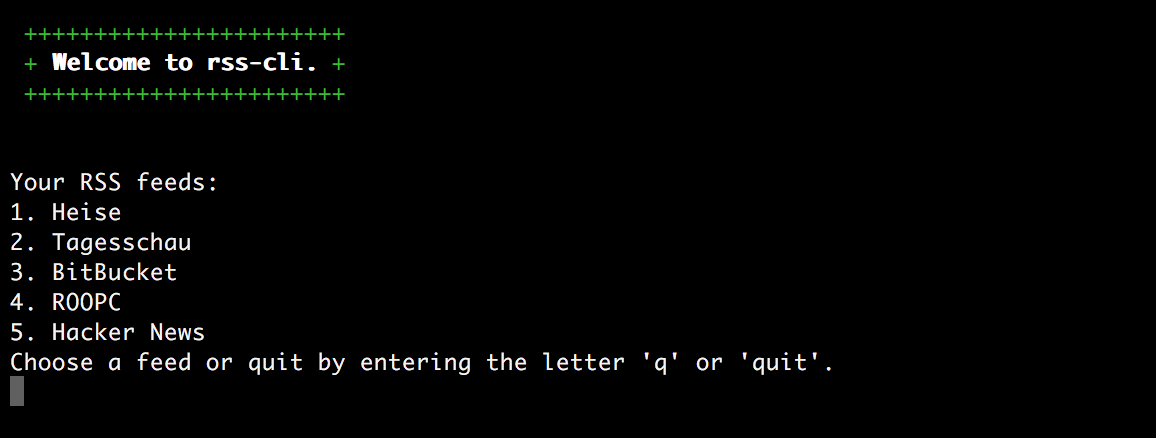 +++++++++++++++++++++++
+ Welcome to rss-cli. +
+++++++++++++++++++++++
Your RSS feeds:
1. Heise
2. Tagesschau
3. BitBucket
4. ROOPC
5. Hacker News
Choose a feed or quit by entering the letter 'q' or 'quit'.